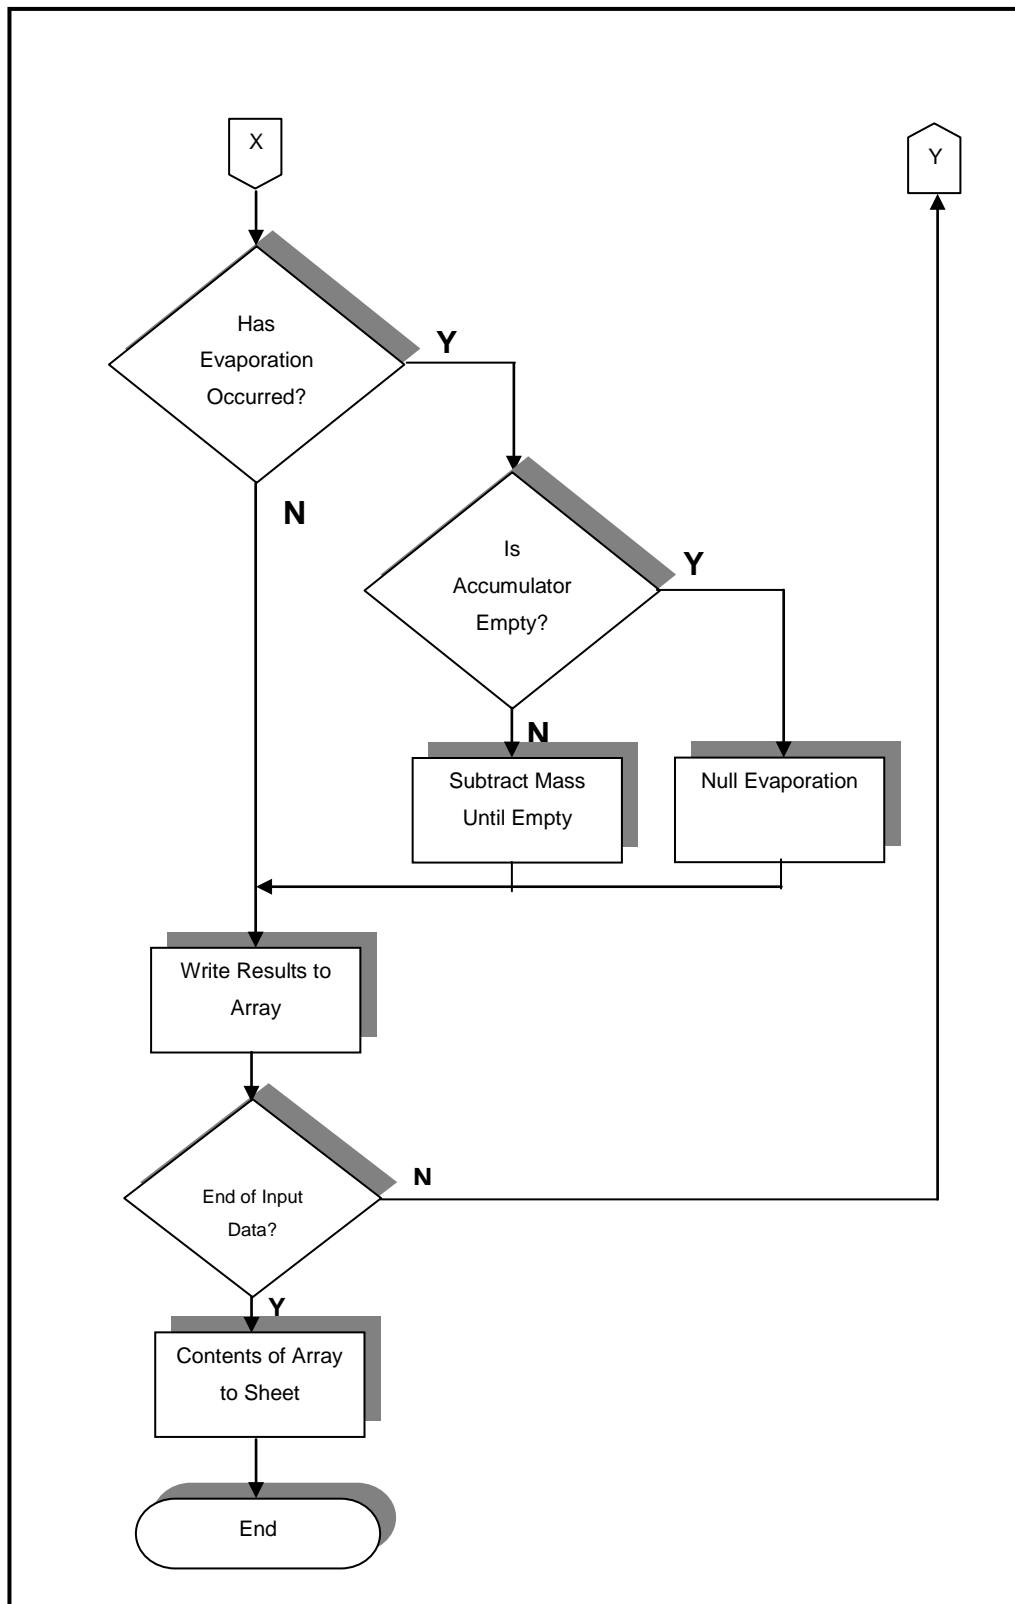 X
Y
Has
Evaporation
Occurred?
Y
N
Is
Accumulator
Empty?
Y
N
Subtract Mass
Until Empty
Null Evaporation
Write Results to
Array
End of Input
Data?
N
Y
Contents of Array
to Sheet
End